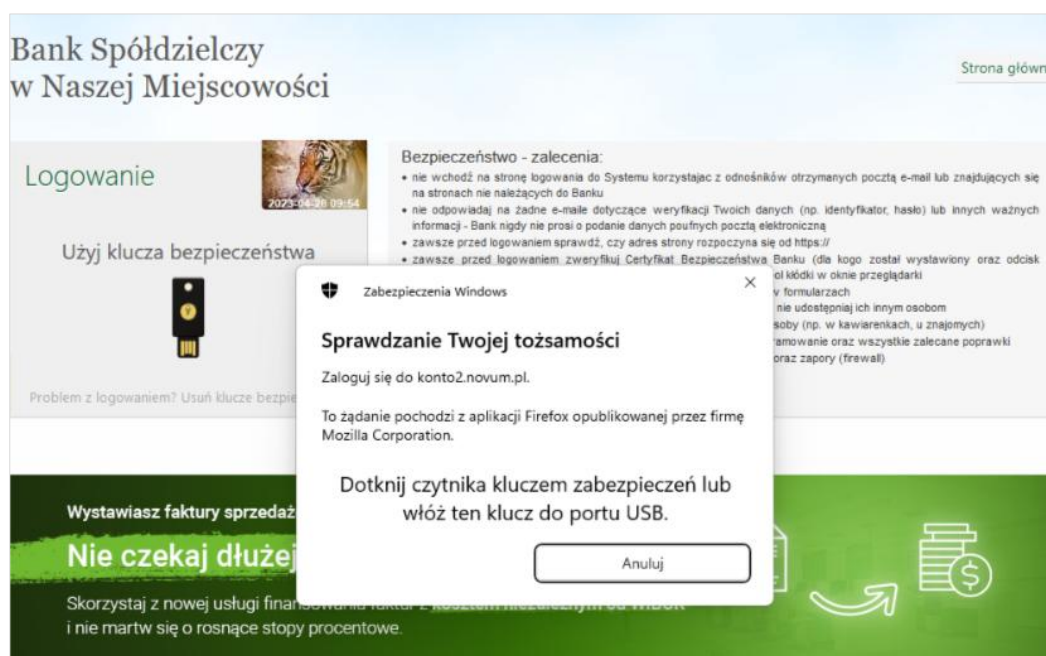 Bank Spółdzielczy
w Naszej Miejscowości
Strona główn
Logowanie
2023-04-28 09:54
Użyj klucza bezpieczeństwa
Problem z logowaniem? Usuń klucze bezpie
Bezpieczeństwo - zalecenia:
• nie wchodź na stronę logowania do Systemu korzystajac z odnośników otrzymanych pocztą e-mail lub znajdujących się
na stronach nie należących do Banku
• nie odpowiadaj na żadne e-maile dotyczące weryfikacji Twoich danych (np. identyfikator, hasło) lub innych ważnych
informacji - Bank nigdy nie prosi o podanie danych poufnych pocztą elektroniczną
• zawsze przed logowaniem sprawdź, czy adres strony rozpoczyna się od https://
• zawsze przed logowaniem zweryfikuj Certyfikat Bezpieczeństwa Banku (dla kogo został wystawiony oraz odcisk
ol kłódki w oknie przeglądarki
v formularzach
nie udostępniaj ich innym osobom
soby (np. w kawiarenkach, u znajomych)
ramowanie oraz wszystkie zalecane poprawki
oraz zapory (firewall)
Zabezpieczenia Windows
Sprawdzanie Twojej tożsamości
Zaloguj się do konto2.novum.pl.
To żądanie pochodzi z aplikacji Firefox opublikowanej przez firmę
Mozilla Corporation.
Dotknij czytnika kluczem zabezpieczeń lub
włóż ten klucz do portu USB.
Anuluj
Wystawiasz faktury sprzedaż
Nie czekaj dłużej
Skorzystaj z nowej usługi finansowania faktur z kosztem niezależnym od WIBOR
i nie martw się o rosnące stopy procentowe.